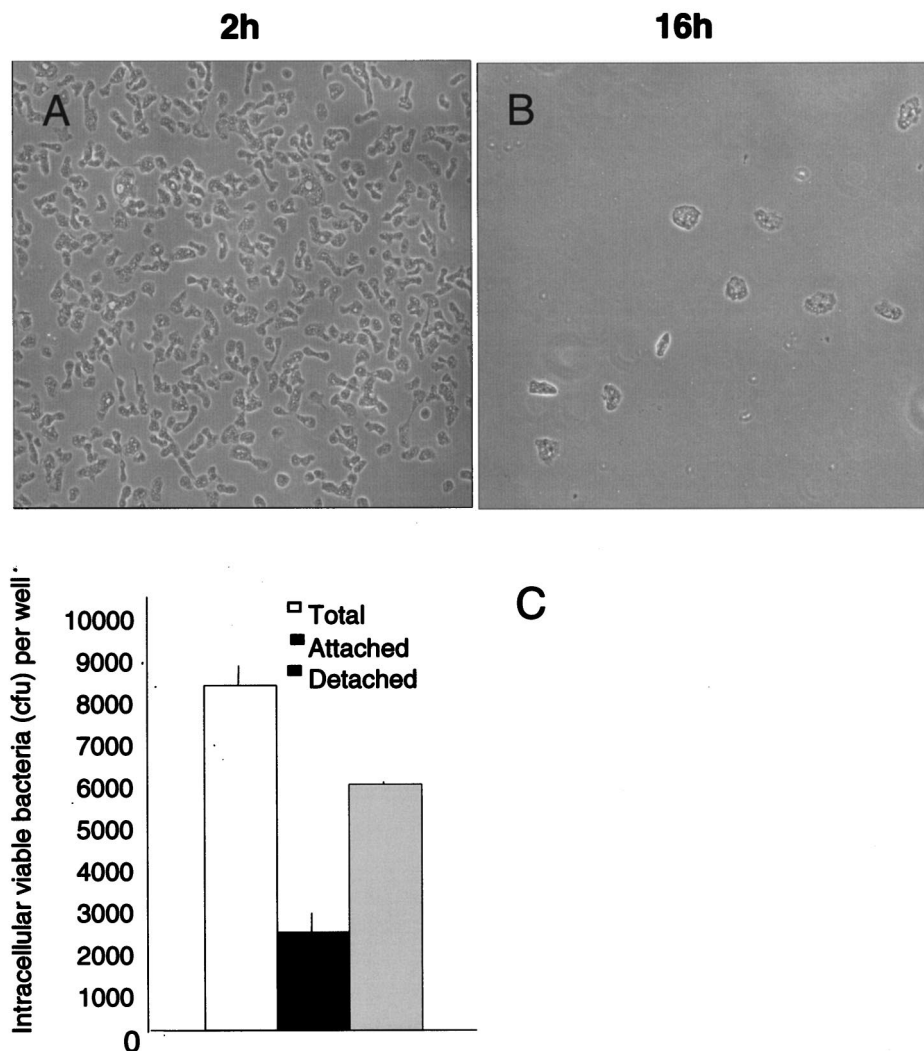 2h
16h
A
B
C
Intracellular viable bacteria (cfu) per well
10000
9000
8000
7000
6000
5000
4000
3000
2000
1000
0
Total
Attached
Detached